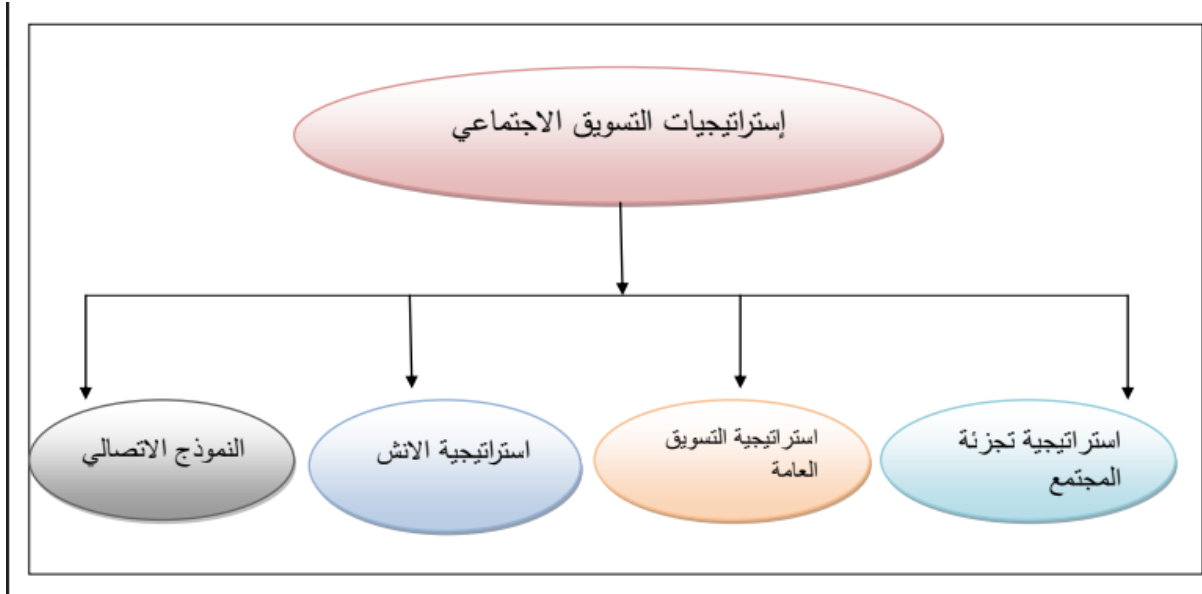 إستراتيجيات التسويق الاجتماعي
استراتيجية تجزئة
المجتمع
استراتيجية التسويق
العامة
استراتيجية الانش
النموذج الاتصالي